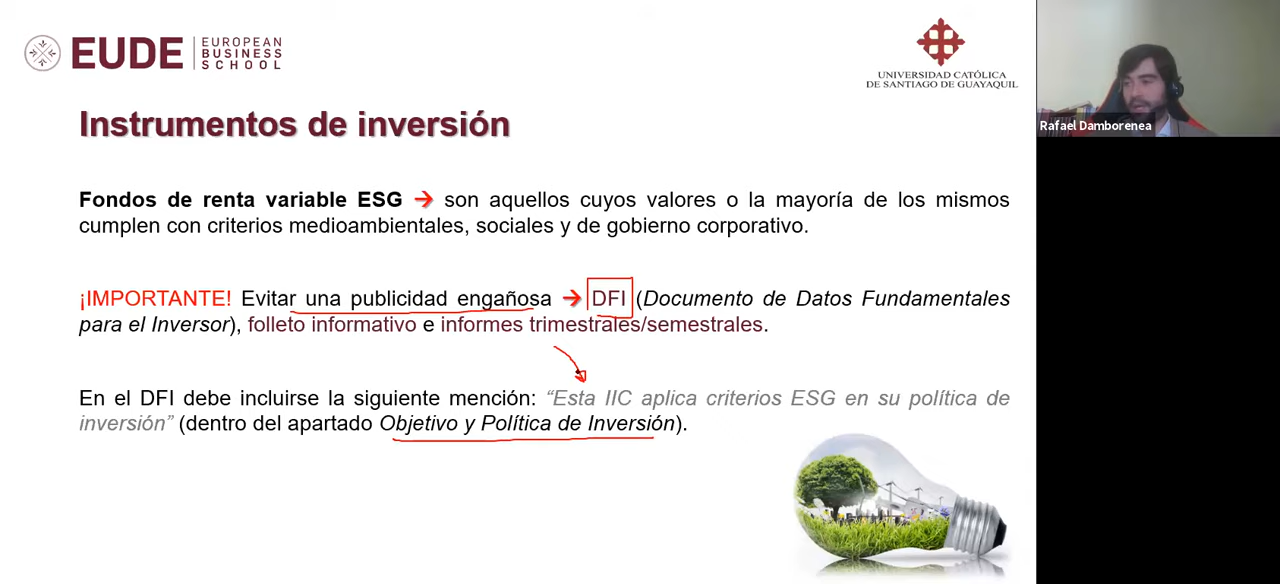 EUDE
EUROPEAN
BUSINESS
SCHOOL
UNIVERSIDAD CATÓLICA
DE SANTIAGO DE GUAYAQUIL
Rafael Damborenea
Instrumentos de inversión
Fondos de renta variable ESG → son aquellos cuyos valores o la mayoría de los mismos
cumplen con criterios medioambientales, sociales y de gobierno corporativo.
¡IMPORTANTE! Evitar una publicidad engañosa → DFI (Documento de Datos Fundamentales
para el Inversor), folleto informativo e informes trimestrales/semestrales.
En el DFI debe incluirse la siguiente mención: “Esta IIC aplica criterios ESG en su política de
inversión” (dentro del apartado Objetivo y Política de Inversión).